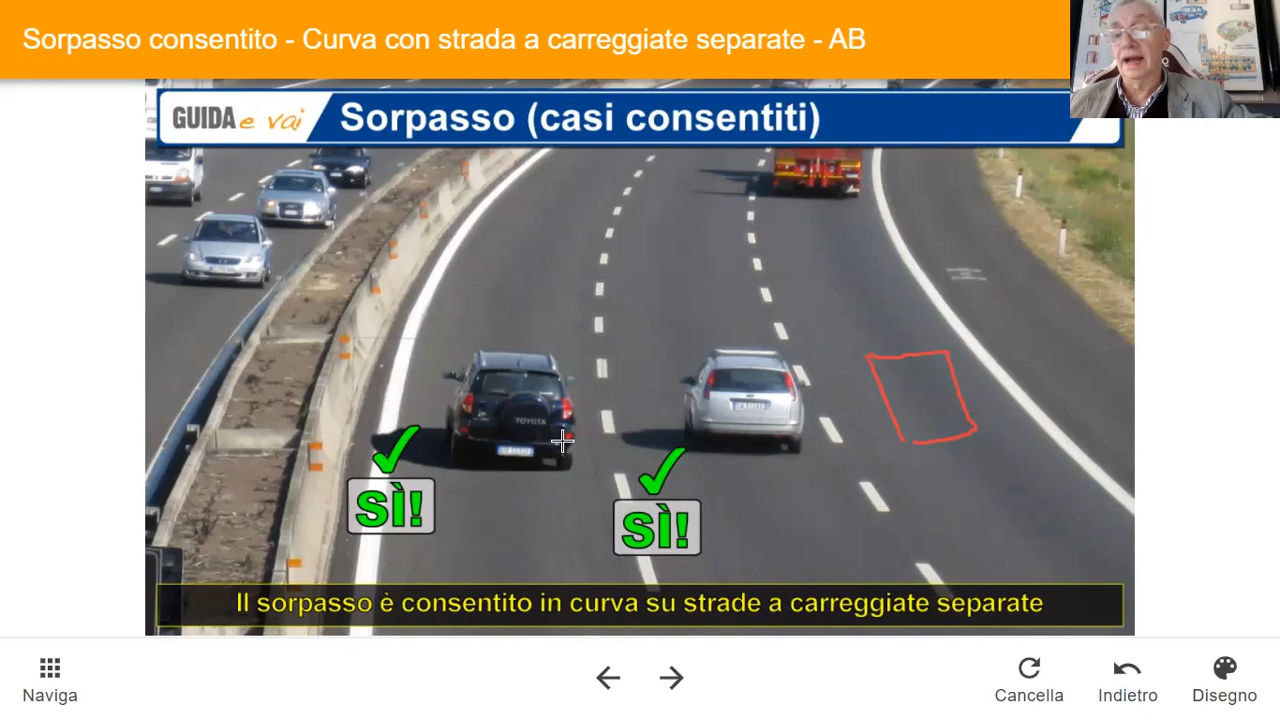 Sorpasso consentito - Curva con strada a carreggiate separate - AB
GUIDA e vai
Sorpasso (casi consentiti)
TOYOTA
SÌ!
SÌ!
Il sorpasso è consentito in curva su strade a carreggiate separate
Naviga
Cancella
Indietro
Disegno